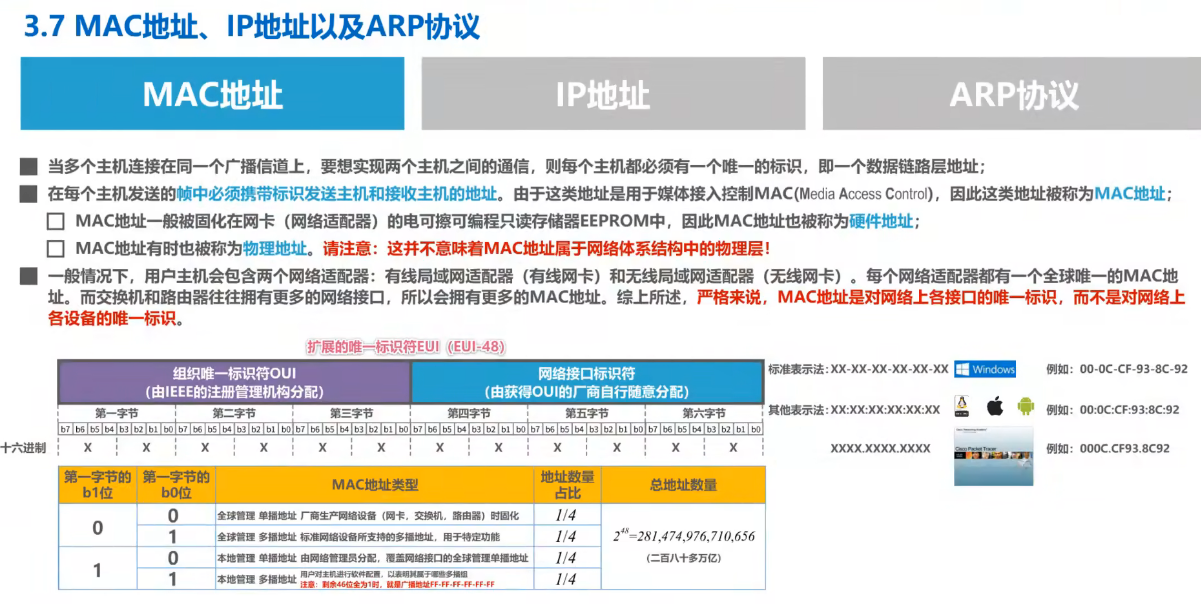 3.7 MAC地址、IP地址以及ARP协议
MAC地址
IP地址
ARP协议
当多个主机连接在同一个广播信道上，要想实现两个主机之间的通信，则每个主机都必须有一个唯一的标识，即一个数据链路层地址；
在每个主机发送的帧中必须携带标识发送主机和接收主机的地址。由于这类地址是用于媒体接入控制MAC(Media Access Control)，因此这类地址被称为MAC地址；
MAC地址一般被固化在网卡（网络适配器）的电可擦可编程只读存储器EEPROM中，因此MAC地址也被称为硬件地址；
MAC地址有时也被称为物理地址。请注意：这并不意味着MAC地址属于网络体系结构中的物理层！
一般情况下，用户主机会包含两个网络适配器：有线局域网适配器（有线网卡）和无线局域网适配器（无线网卡）。每个网络适配器都有一个全球唯一的MAC地
址。而交换机和路由器往往拥有更多的网络接口，所以会拥有更多的MAC地址。综上所述，严格来说，MAC地址是对网络上各接口的唯一标识，而不是对网络上
各设备的唯一标识。
扩展的唯一标识符EUI（EUI-48）
组织唯一标识符OUI
（由IEEE的注册管理机构分配）
网络接口标识符
（由获得OUI的厂商自行随意分配）
第一字节 第二字节 第三字节 第四字节 第五字节 第六字节
b7 b6 b5 b4 b3 b2 b1 b0 b7 b6 b5 b4 b3 b2 b1 b0 b7 b6 b5 b4 b3 b2 b1 b0 b7 b6 b5 b4 b3 b2 b1 b0 b7 b6 b5 b4 b3 b2 b1 b0 b7 b6 b5 b4 b3 b2 b1 b0
十六进制 X X X X X X X X X X X X
标准表示法：XX-XX-XX-XX-XX-XX Windows 例如：00-0C-CF-93-8C-92
其他表示法：XX:XX:XX:XX:XX:XX 例如：00:0C:CF:93:8C:92
XXXX.XXXX.XXXX Cisco Packet Tracer 例如：000C.CF93.8C92
第一字节的b1位 第一字节的b0位 MAC地址类型 地址数量占比 总地址数量
0 0 全球管理 单播地址 厂商生产网络设备（网卡，交换机，路由器）时固化 1/4
1 全球管理 多播地址 标准网络设备所支持的多播地址，用于特定功能 1/4
1 0 本地管理 单播地址 由网络管理员分配，覆盖网络接口的全球管理单播地址 1/4
1 本地管理 多播地址 用户对主机进行软件配置，以表明其属于哪些多播组
注意：剩余46位全为1时，就是广播地址FF-FF-FF-FF-FF-FF 1/4
2^48=281,474,976,710,656
（二百八十多万亿）